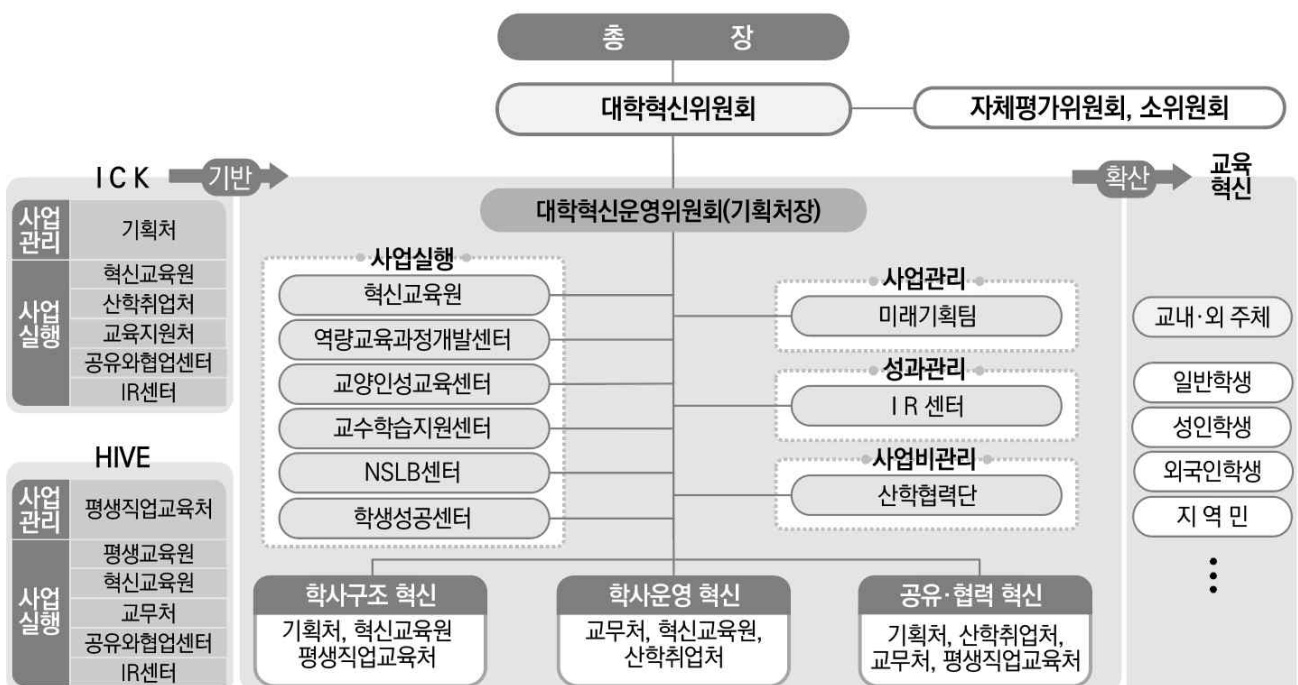 총 장
대학혁신위원회
자체평가위원회, 소위원회
ICK
기반
확산
교육
혁신
사업
관리
기획처
사업
실행
혁신교육원
산학취업처
교육지원처
공유와협업센터
IR센터
HIVE
사업
관리
평생직업교육처
사업
실행
평생교육원
혁신교육원
교무처
공유와협업센터
IR센터
대학혁신운영위원회(기획처장)
사업실행
혁신교육원
역량교육과정개발센터
교양인성교육센터
교수학습지원센터
NSLB센터
학생성공센터
사업관리
미래기획팀
성과관리
IR 센터
사업비관리
산학협력단
학사구조 혁신
기획처, 혁신교육원
평생직업교육처
학사운영 혁신
교무처, 혁신교육원,
산학취업처
공유·협력 혁신
기획처, 산학취업처,
교무처, 평생직업교육처
교내·외 주체
일반학생
성인학생
외국인학생
지 역 민